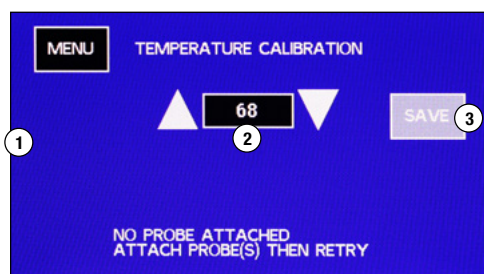 MENU
TEMPERATURE CALIBRATION
68
SAVE
1
2
3
NO PROBE ATTACHED
ATTACH PROBE(S) THEN RETRY